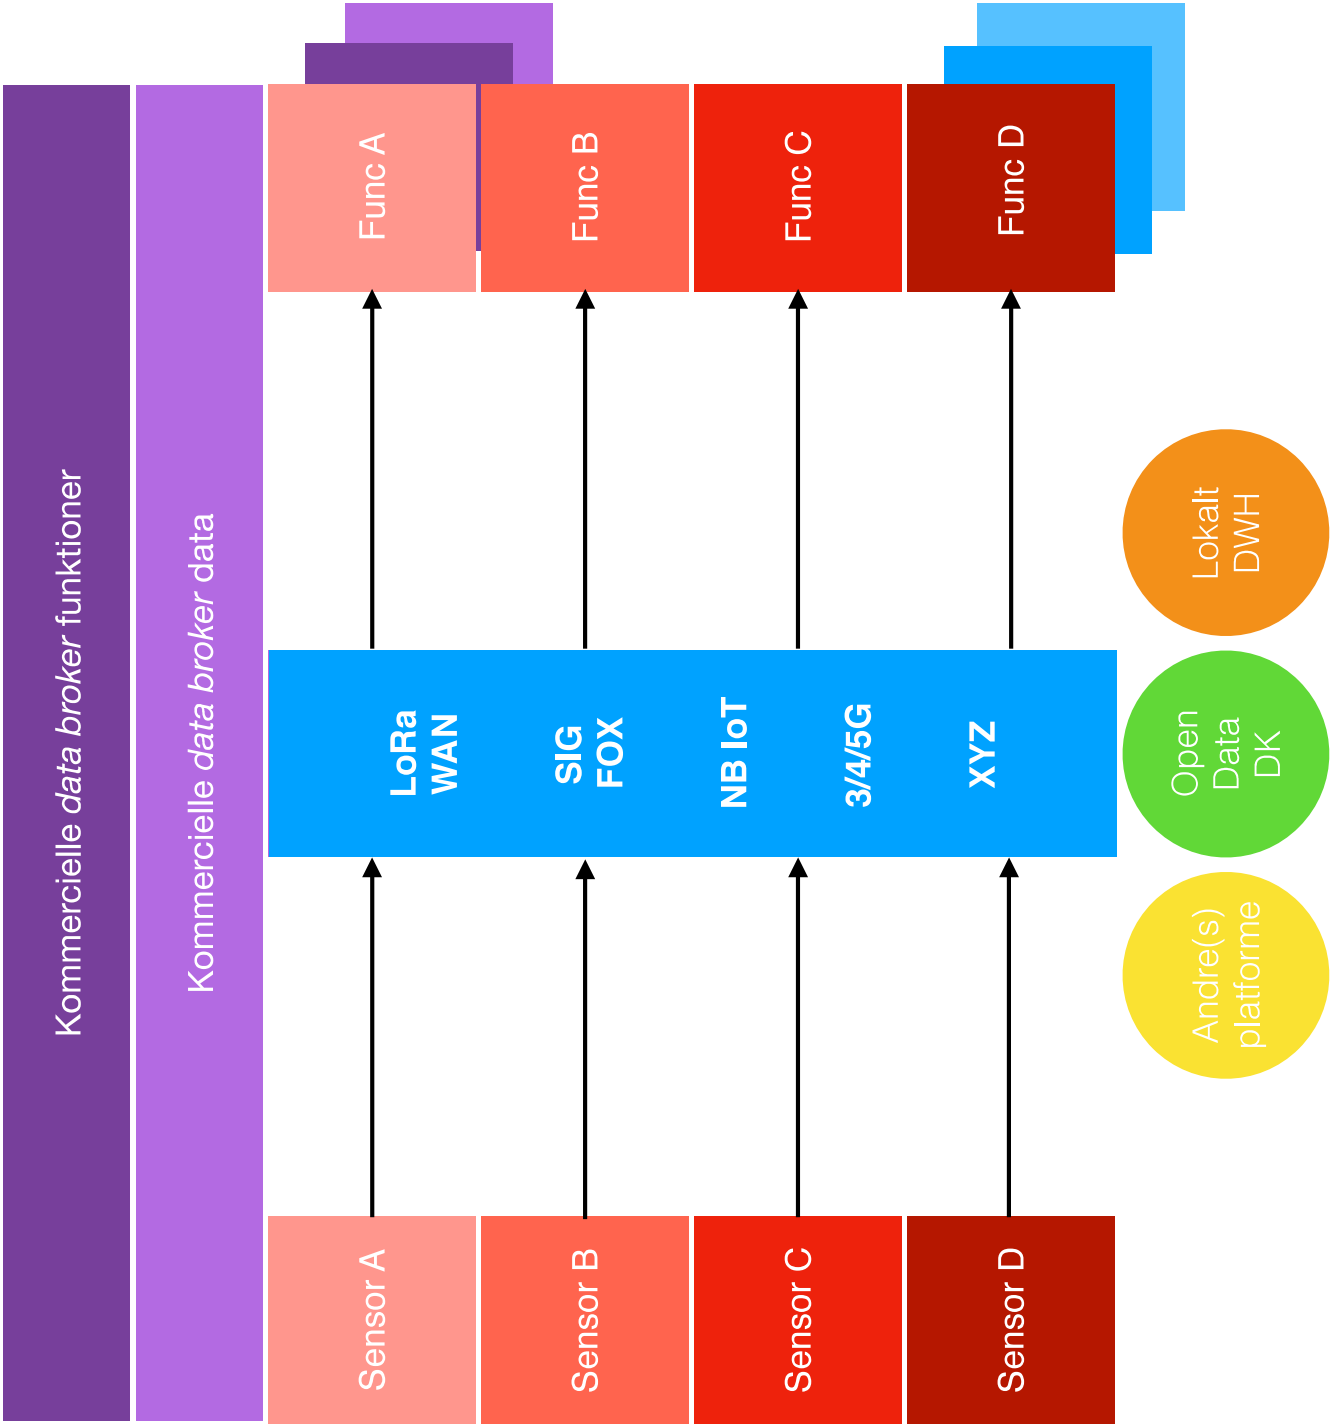 Kommercielle data broker funktioner
Kommercielle data broker data
Sensor A
LoRa
WAN
Func A
Sensor B
SIG
FOX
Func B
Sensor C
NB IoT
3/4/5G
Func C
Sensor D
XYZ
Func D
Andre(s)
platforme
Open
Data
DK
Lokalt
DWH